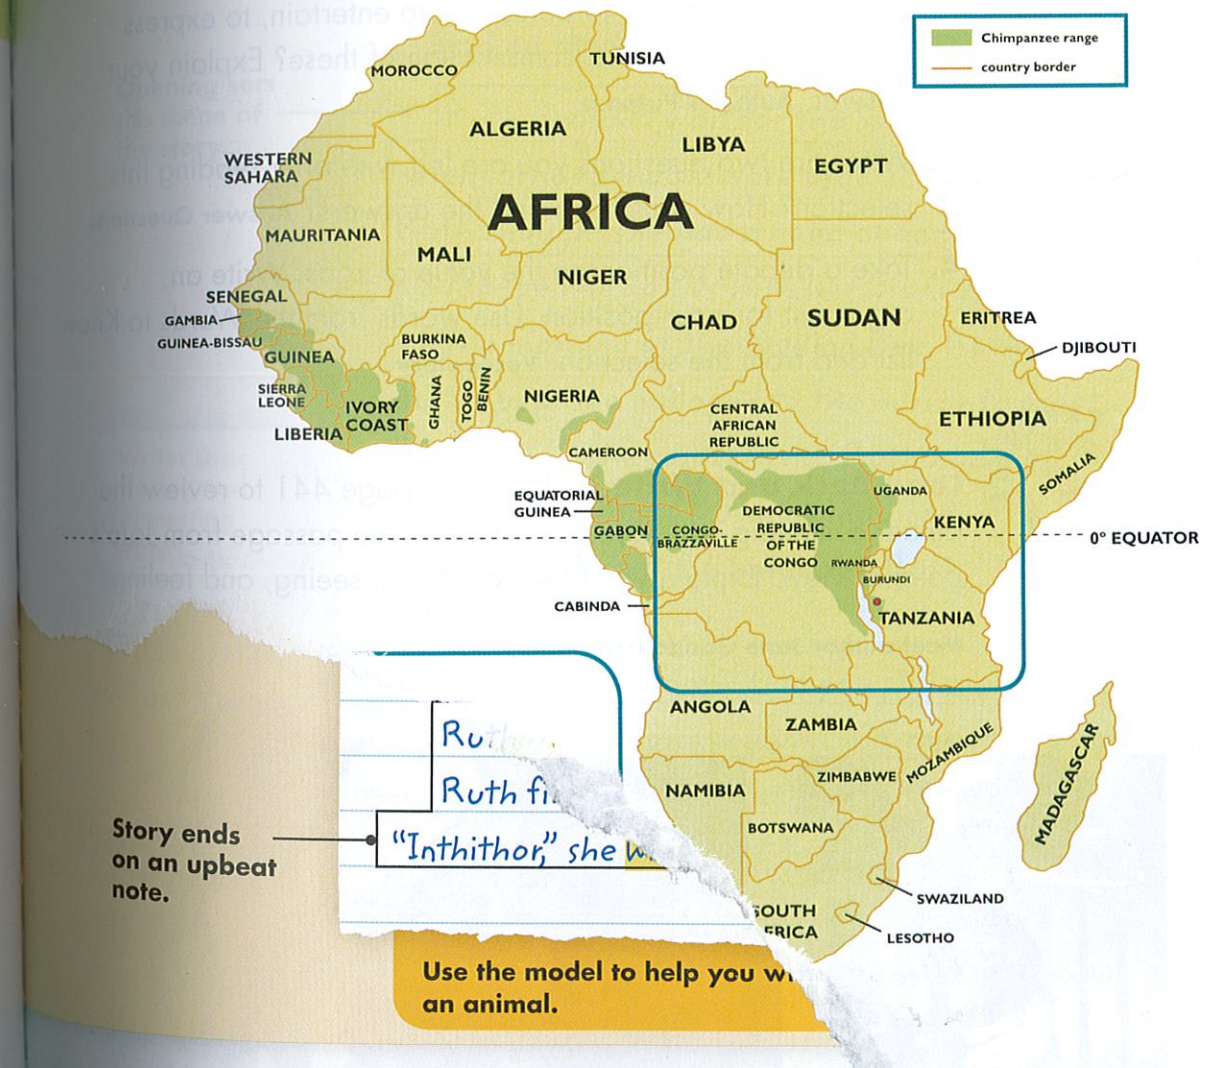 Chimpanzee range
country border
MOROCCO
TUNISIA
ALGERIA
LIBYA
EGYPT
WESTERN
SAHARA
AFRICA
MAURITANIA
MALI
NIGER
CHAD
SUDAN
ERITREA
DJIBOUTI
SENEGAL
GAMBIA
GUINEA-BISSAU
GUINEA
BURKINA
FASO
SIERRA
LEONE
LIBERIA
IVORY
COAST
GHANA
TOGO
BENIN
NIGERIA
CENTRAL
AFRICAN
REPUBLIC
ETHIOPIA
SOMALIA
CAMEROON
EQUATORIAL
GUINEA
GABON
CONGO-
BRAZZAVILLE
DEMOCRATIC
REPUBLIC
OF THE
CONGO
UGANDA
KENYA
0° EQUATOR
RWANDA
BURUNDI
CABINDA
TANZANIA
ANGOLA
ZAMBIA
MOZAMBIQUE
MADAGASCAR
NAMIBIA
ZIMBABWE
BOTSWANA
SWAZILAND
LESOTHO
SOUTH
FRICA
Ruth
Ruth
"Inthithor," she
Story ends
on an upbeat
note.
Use the model to help you
an animal.